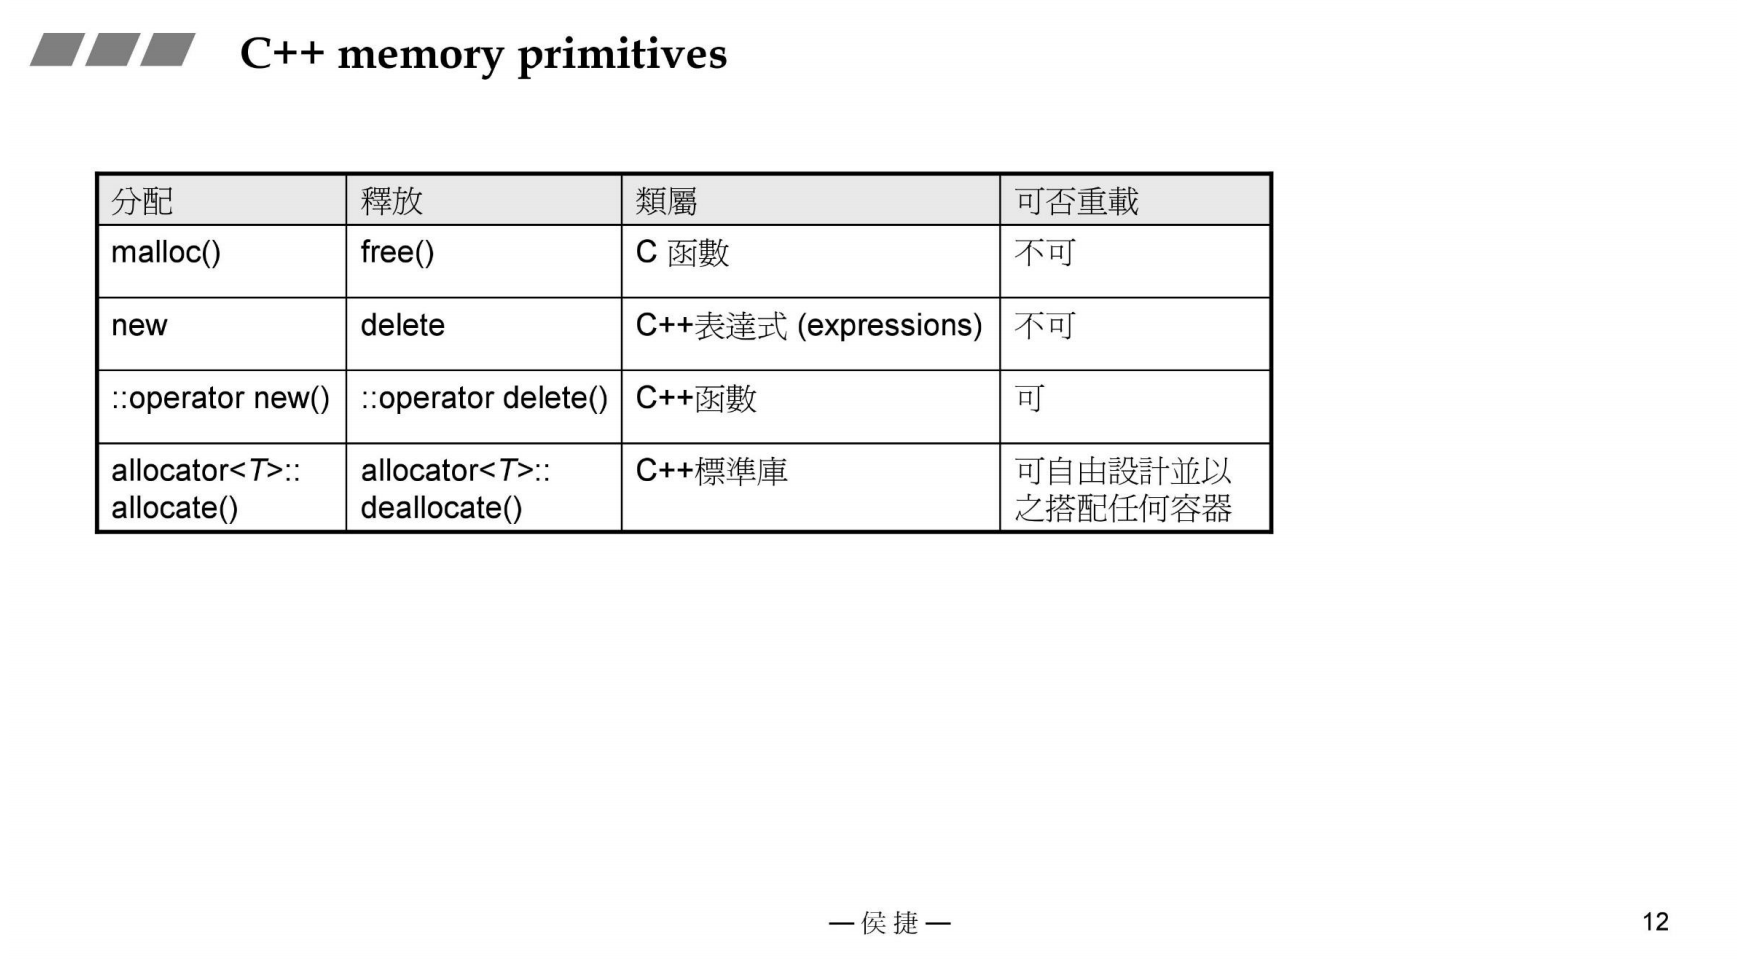 C++ memory primitives
分配 釋放 類屬 可否重載
malloc() free() C 函數 不可
new delete C++表達式 (expressions) 不可
::operator new() ::operator delete() C++函數 可
allocator<T>:: allocator<T>:: C++標準庫 可自由設計並以
allocate() deallocate() 之搭配任何容器
— 侯 捷 —
12